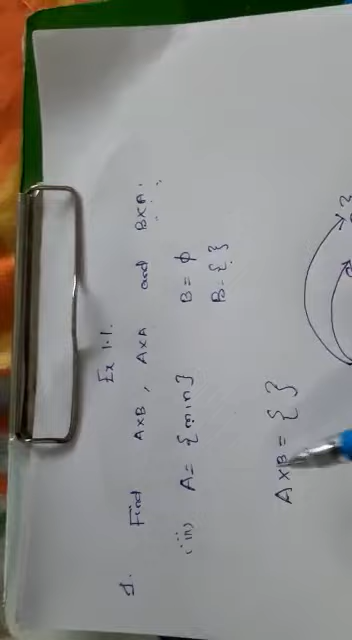 Ex 1.1.
1. Find A×B, A×A and B×A.
(iii) A = {m, n} B = ϕ
B = { }
A×B = { }